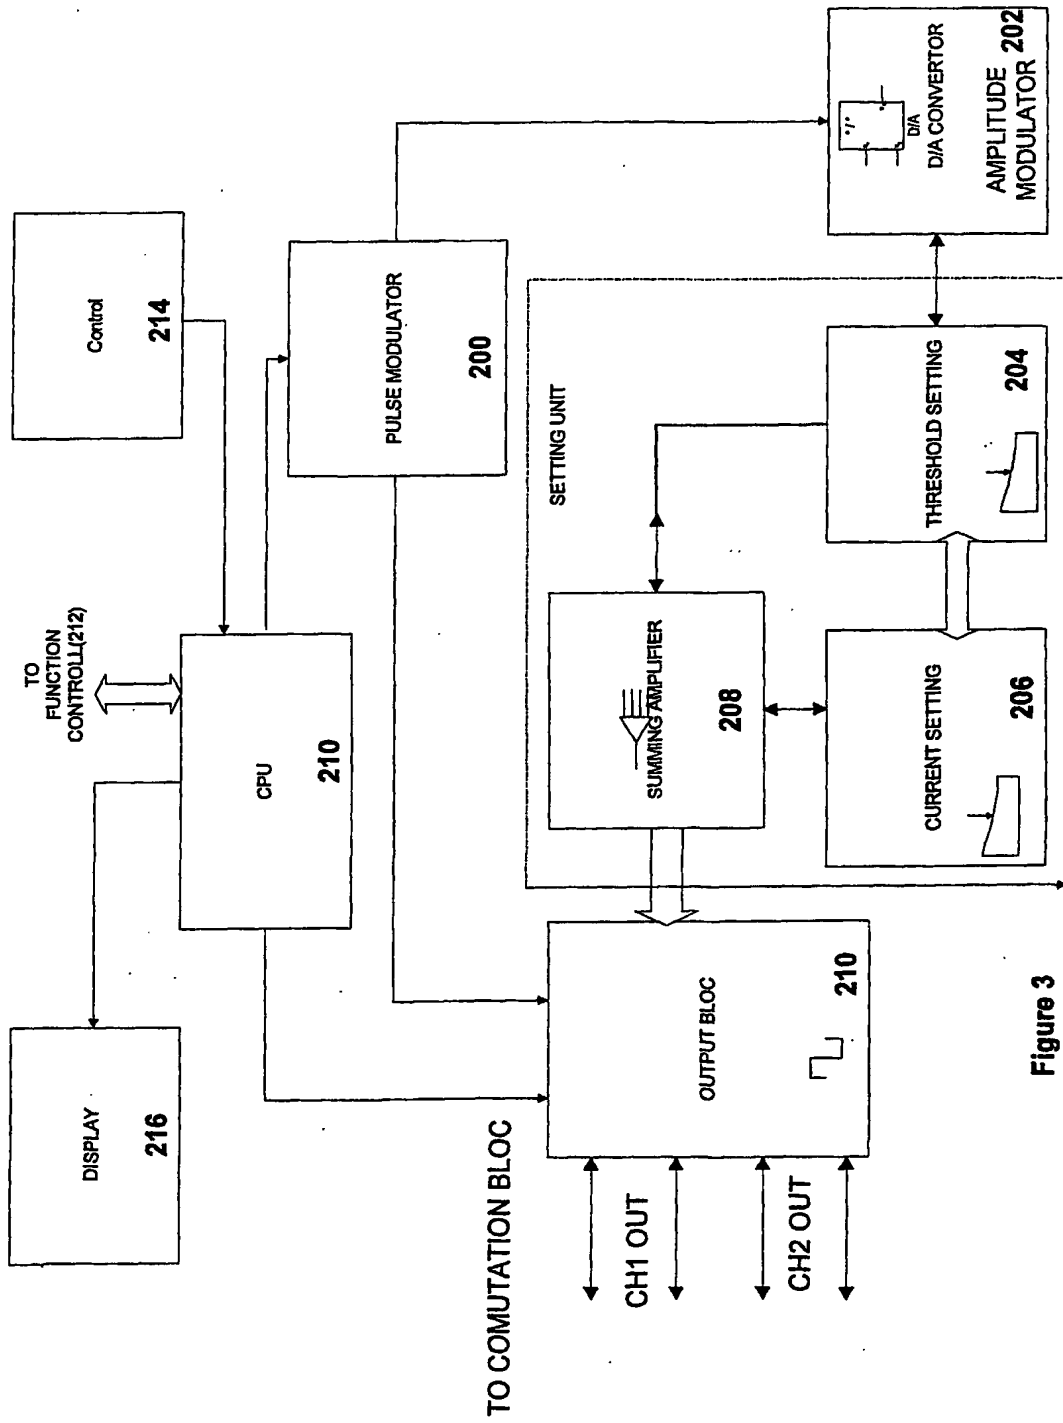 DISPLAY
216
TO
FUNCTION
CONTROLL(212)
CPU
210
Control
214
PULSE MODULATOR
200
TO COMUTATION BLOC
CH1 OUT
CH2 OUT
OUTPUT BLOC
210
SETTING UNIT
SUMMING AMPLIFIER
208
CURRENT SETTING
206
THRESHOLD SETTING
204
D/A
D/A CONVERTOR
202
AMPLITUDE
MODULATOR
Figure 3